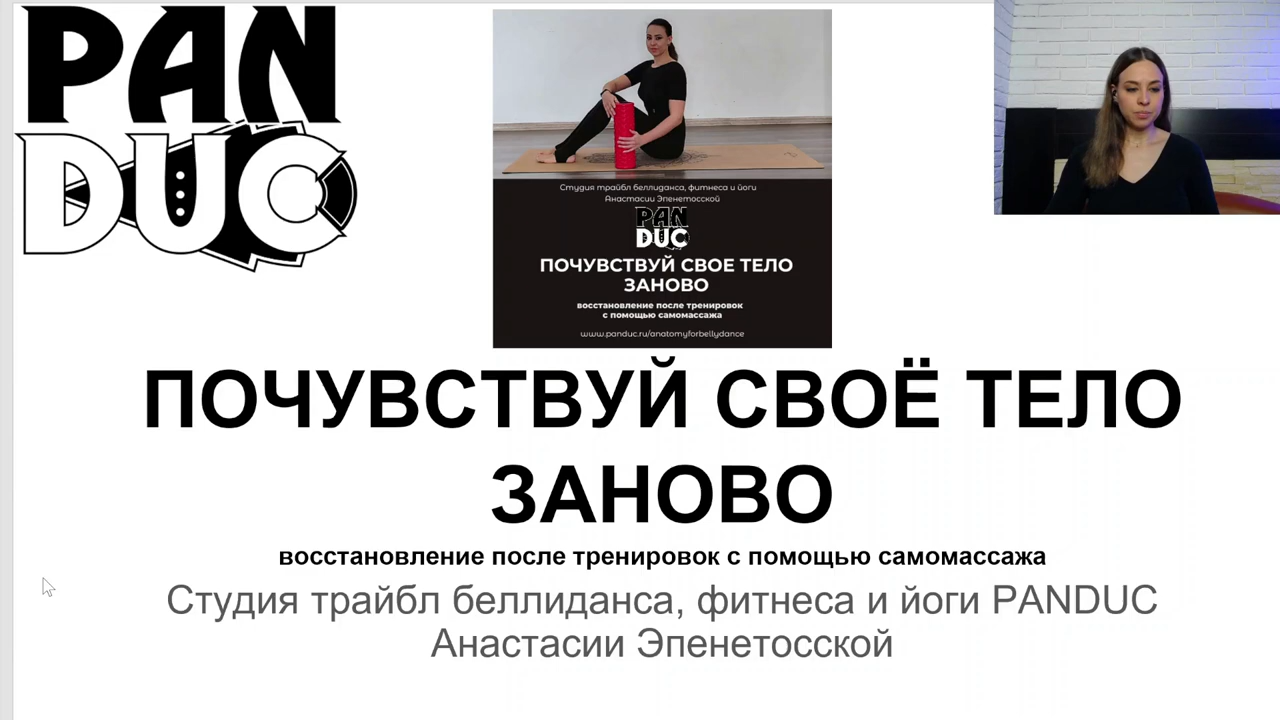 PAN
DUC
Студия трайбл беллиданса, фитнеса и йоги
Анастасии Эпенетосской
PAN
DUC
ПОЧУВСТВУЙ СВОЕ ТЕЛО
ЗАНОВО
восстановление после тренировок
с помощью самомассажа
www.panduc.ru/anatomyforbellydance
ПОЧУВСТВУЙ СВОЁ ТЕЛО
ЗАНОВО
восстановление после тренировок с помощью самомассажа
Студия трайбл беллиданса, фитнеса и йоги PANDUC
Анастасии Эпенетосской